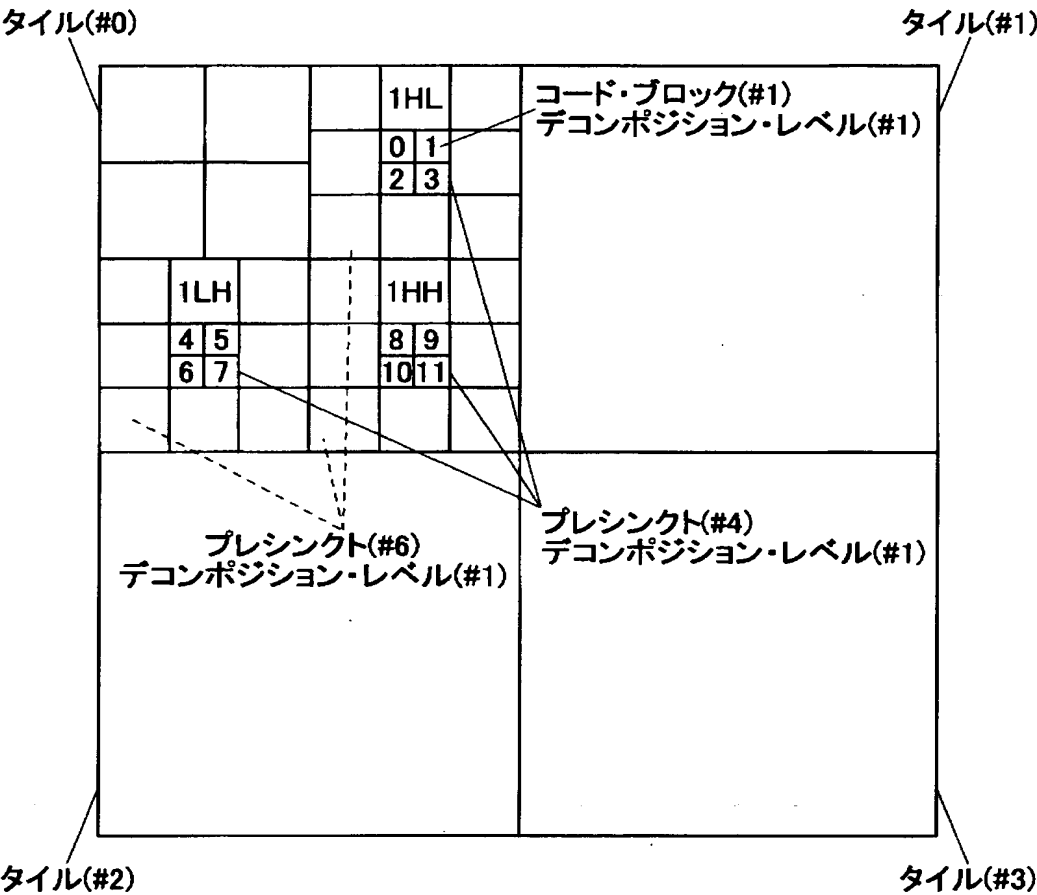 タイル(#0)
タイル(#1)
1HL
コード・ブロック(#1)
デコンポジション・レベル(#1)
0 1
2 3
1LH
1HH
4 5
8 9
6 7
10 11
プレシンクト(#6)
デコンポジション・レベル(#1)
プレシンクト(#4)
デコンポジション・レベル(#1)
タイル(#2)
タイル(#3)